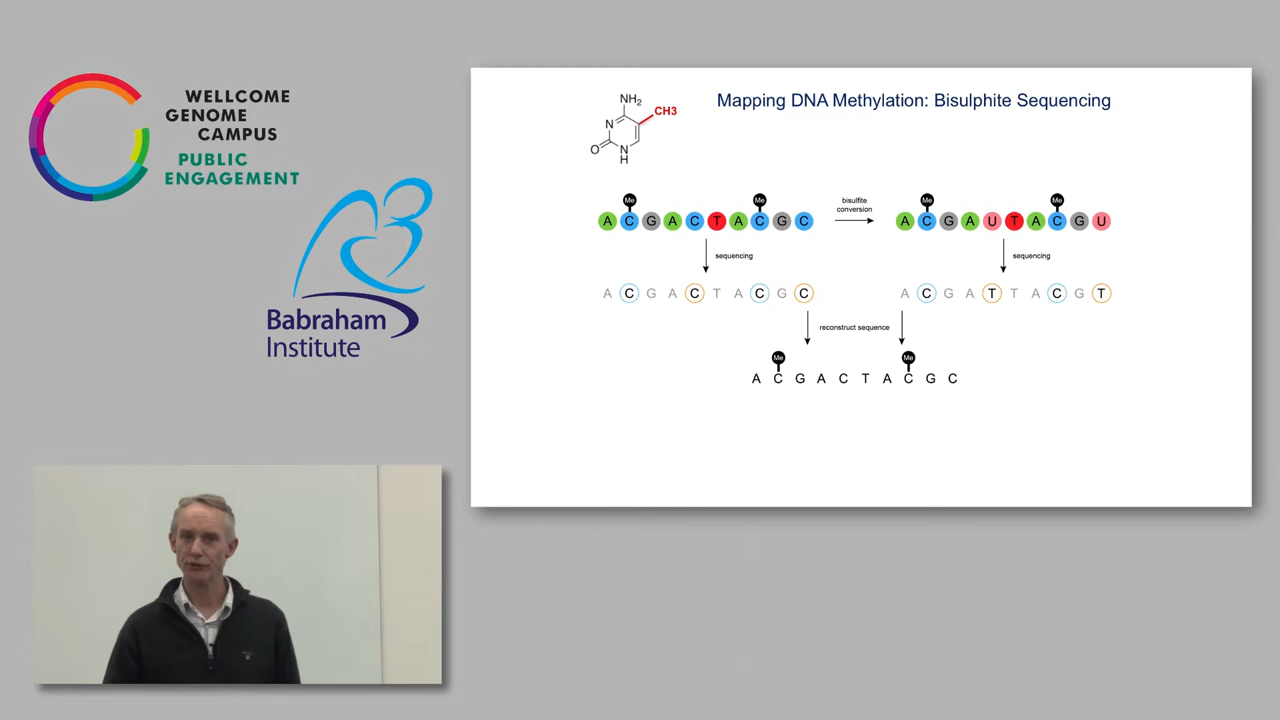 WELLCOME
GENOME
CAMPUS
PUBLIC
ENGAGEMENT
Babraham
Institute
Mapping DNA Methylation: Bisulphite Sequencing
NH2
CH3
N
O
N
H
Me Me
A C G A C T A C G C
bisulfite
conversion
Me Me
A C G A U T A C G U
sequencing
sequencing
A C G A C T A C G C
A C G A T T A C G T
reconstruct sequence
Me Me
A C G A C T A C G C